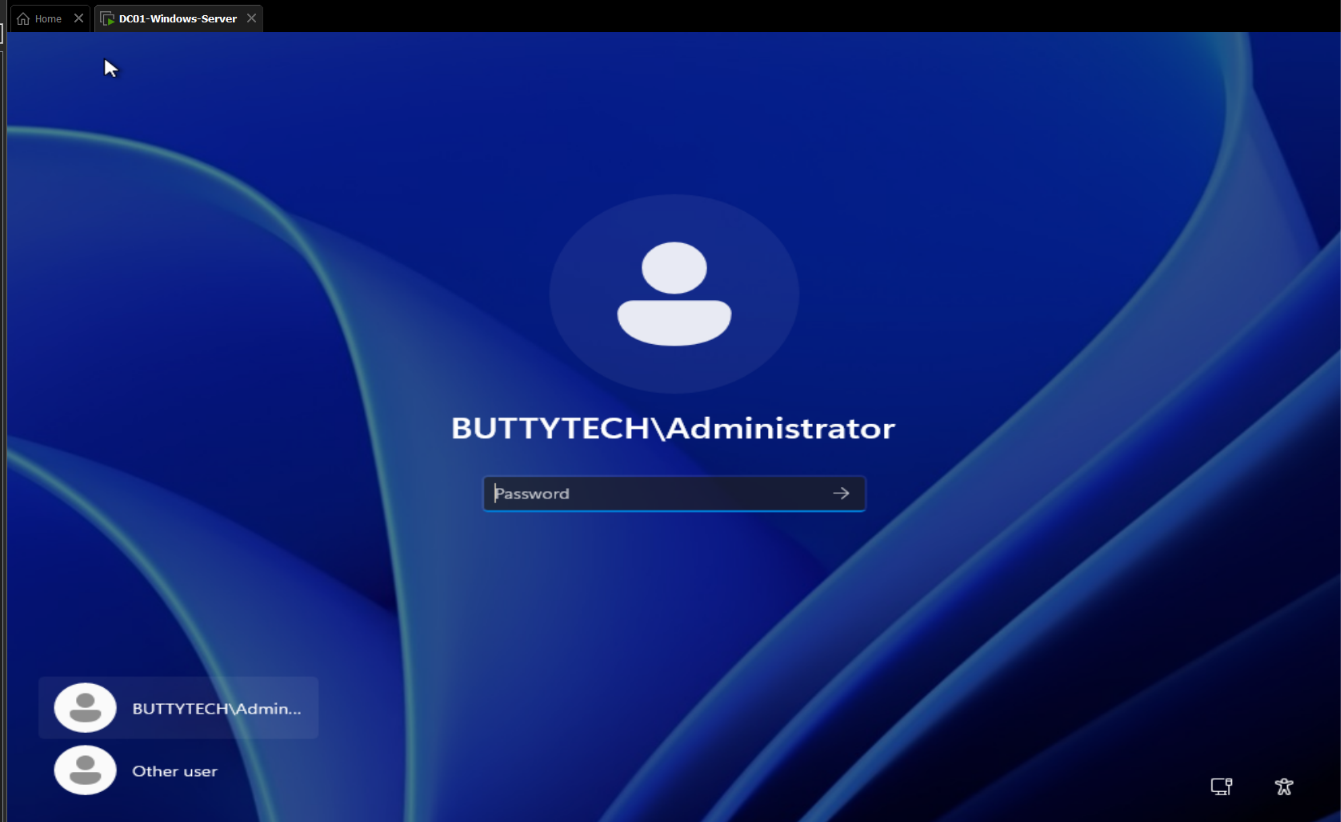 Home
DC01-Windows-Server
BUTTYTECH\Administrator
Password
BUTTYTECH\Admin...
Other user